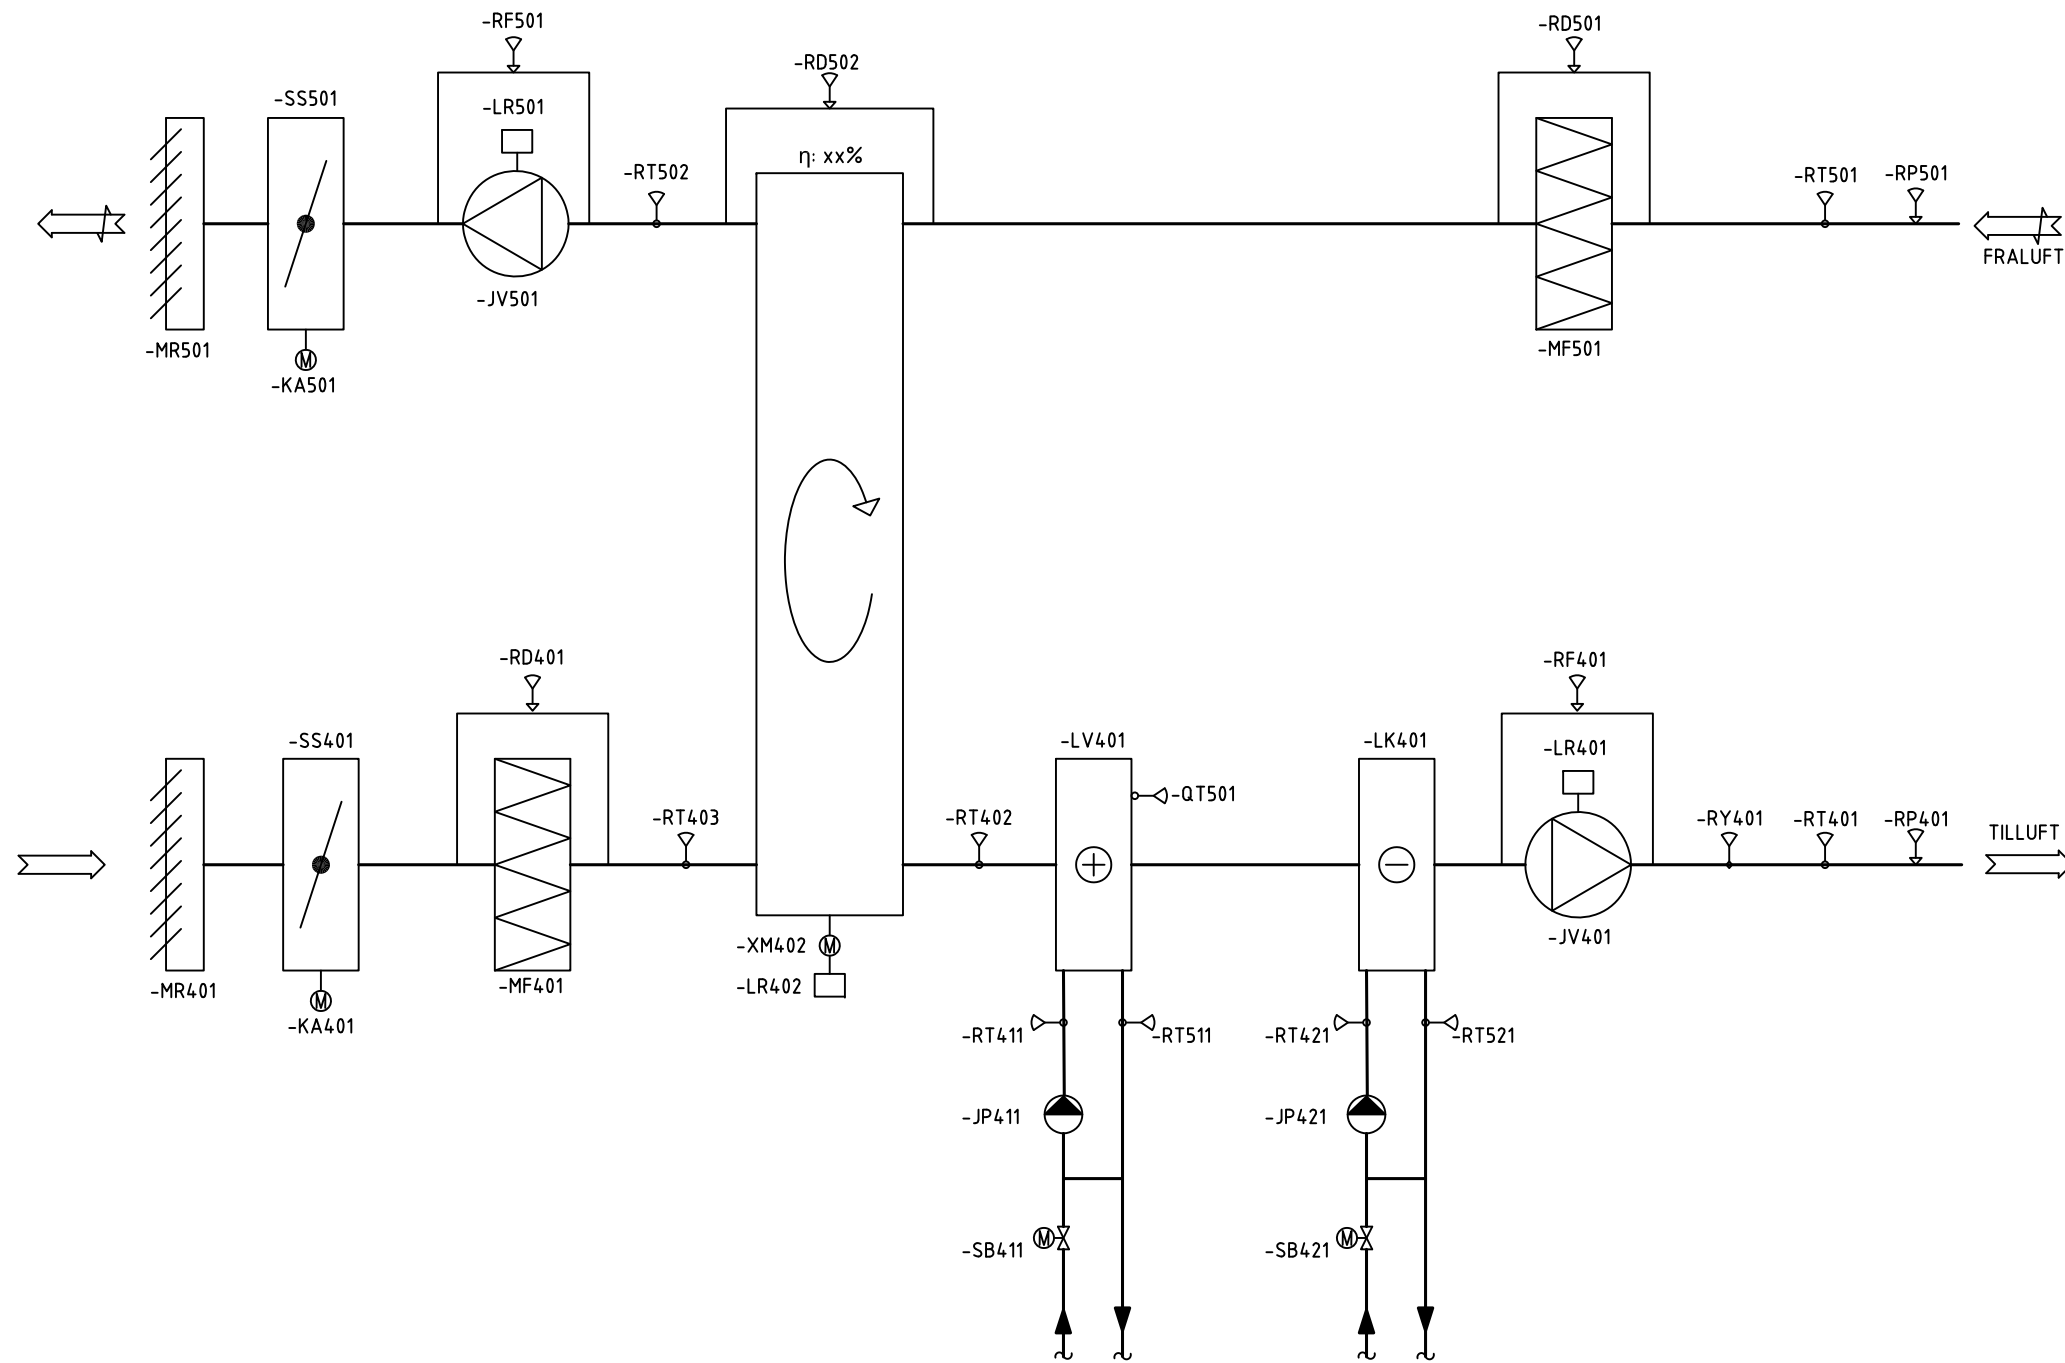 -RF501
-RD501
-RD502
-SS501
-LR501
η: xx%
-RT502
-RT501
-RP501
FRALUFT
-JV501
-MR501
M
-KA501
-MF501
-RD401
-RF401
-SS401
-LV401
-LK401
-LR401
-QT501
-RT403
-RT402
-RY401
-RT401
-RP401
TILLUFT
-JV401
-XM402
M
-LR402
-MR401
M
-KA401
-MF401
-RT411
-RT511
-RT421
-RT521
-JP411
-JP421
M
-SB411
M
-SB421